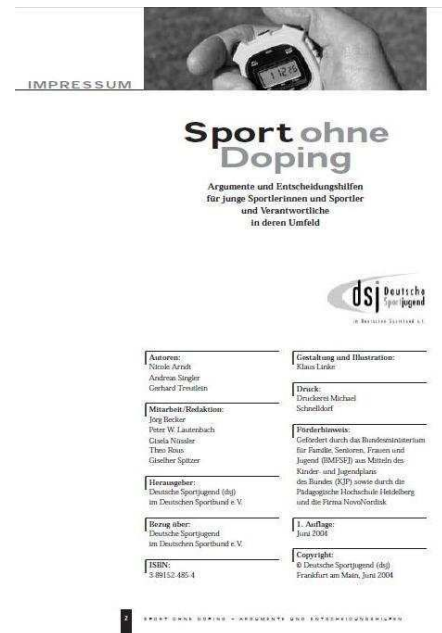 IMPRESSUM
Sport ohne
Doping
Argumente und Entscheidungshilfen
für junge Sportlerinnen und Sportler
und Verantwortliche
in deren Umfeld
dsj Deutsche
Sportjugend
im Deutschen Sportbund e.V.
Autoren:
Nicole Arndt
Andreas Singler
Gerhard Treutlein
Mitarbeit/Redaktion:
Jörg Becker
Peter W. Lautenbach
Gisela Nüssler
Theo Rous
Giselher Spitzer
Herausgeber:
Deutsche Sportjugend (dsj)
im Deutschen Sportbund e.V.
Bezug über:
Deutsche Sportjugend
im Deutschen Sportbund e.V.
ISBN:
3-89152-485-4
Gestaltung und Illustration:
Klaus Linke
Druck:
Druckerei Michael
Schnelldorf
Förderhinweis:
Gefördert durch das Bundesministerium
für Familie, Senioren, Frauen und
Jugend (BMFSFJ) aus Mitteln des
Kinder- und Jugendplans
des Bundes (KJP) sowie durch die
Pädagogische Hochschule Heidelberg
und die Firma NovoNordisk
1. Auflage:
Juni 2004
Copyright:
© Deutsche Sportjugend (dsj)
Frankfurt am Main, Juni 2004
2 SPORT OHNE DOPING - ARGUMENTE UND ENTSCHEIDUNGSHILFEN